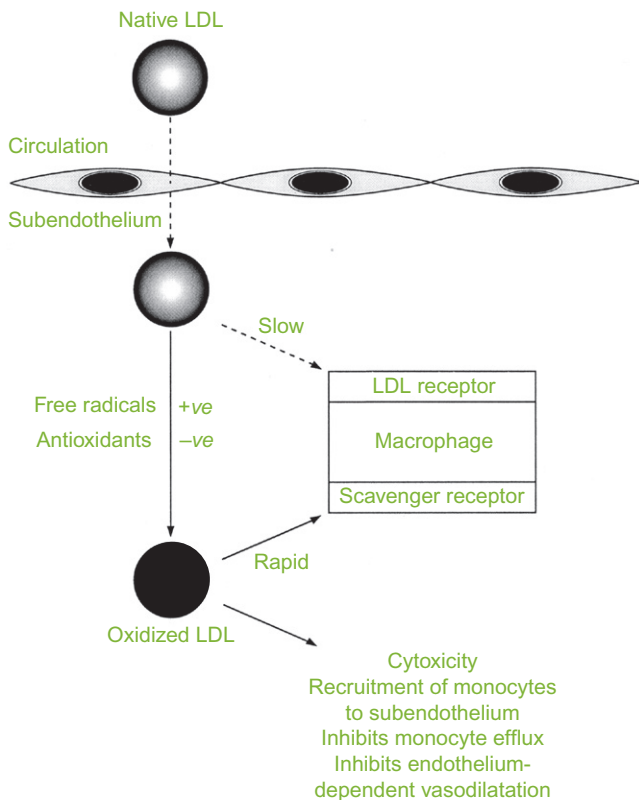 Native LDL
Circulation
Subendothelium
Slow
LDL receptor
Free radicals +ve
Antioxidants –ve
Macrophage
Scavenger receptor
Rapid
Oxidized LDL
Cytoxicity
Recruitment of monocytes
to subendothelium
Inhibits monocyte efflux
Inhibits endothelium-
dependent vasodilatation